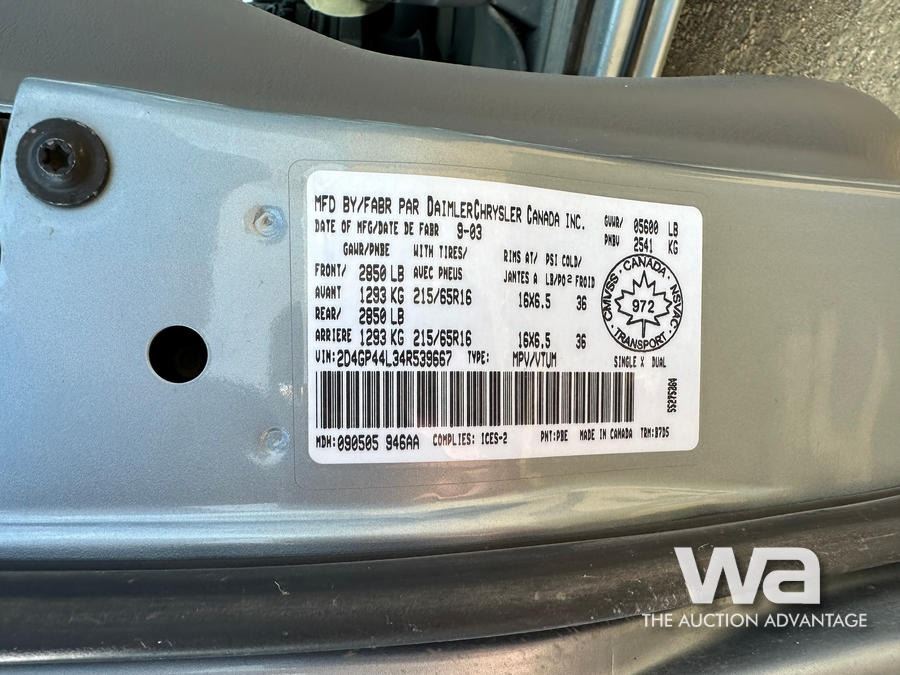 MFD BY/FABR PAR DAIMLERCHRYSLER CANADA INC.
DATE OF MFG/DATE DE FABR 9-03
GVWR/ 05600 LB
PNBV 2541 KG
GAWR/PNBE WITH TIRES/ RIMS AT/ PSI COLD/
FRONT/ 2850 LB AVEC PNEUS JANTES A LB/PO² FROID
AVANT 1293 KG 215/65R16 16X6.5 36
REAR/ 2850 LB
ARRIERE 1293 KG 215/65R16 16X6.5 36
CMVSS · CANADA · NSVAC · TRANSPORT ·
972
VIN:2D4GP44L34R539667 TYPE: MPV/VTUM SINGLE X DUAL
MDH:090505 946AA COMPLIES: ICES-2 PNT:PBE MADE IN CANADA TRM:B7D5
wa
THE AUCTION ADVANTAGE